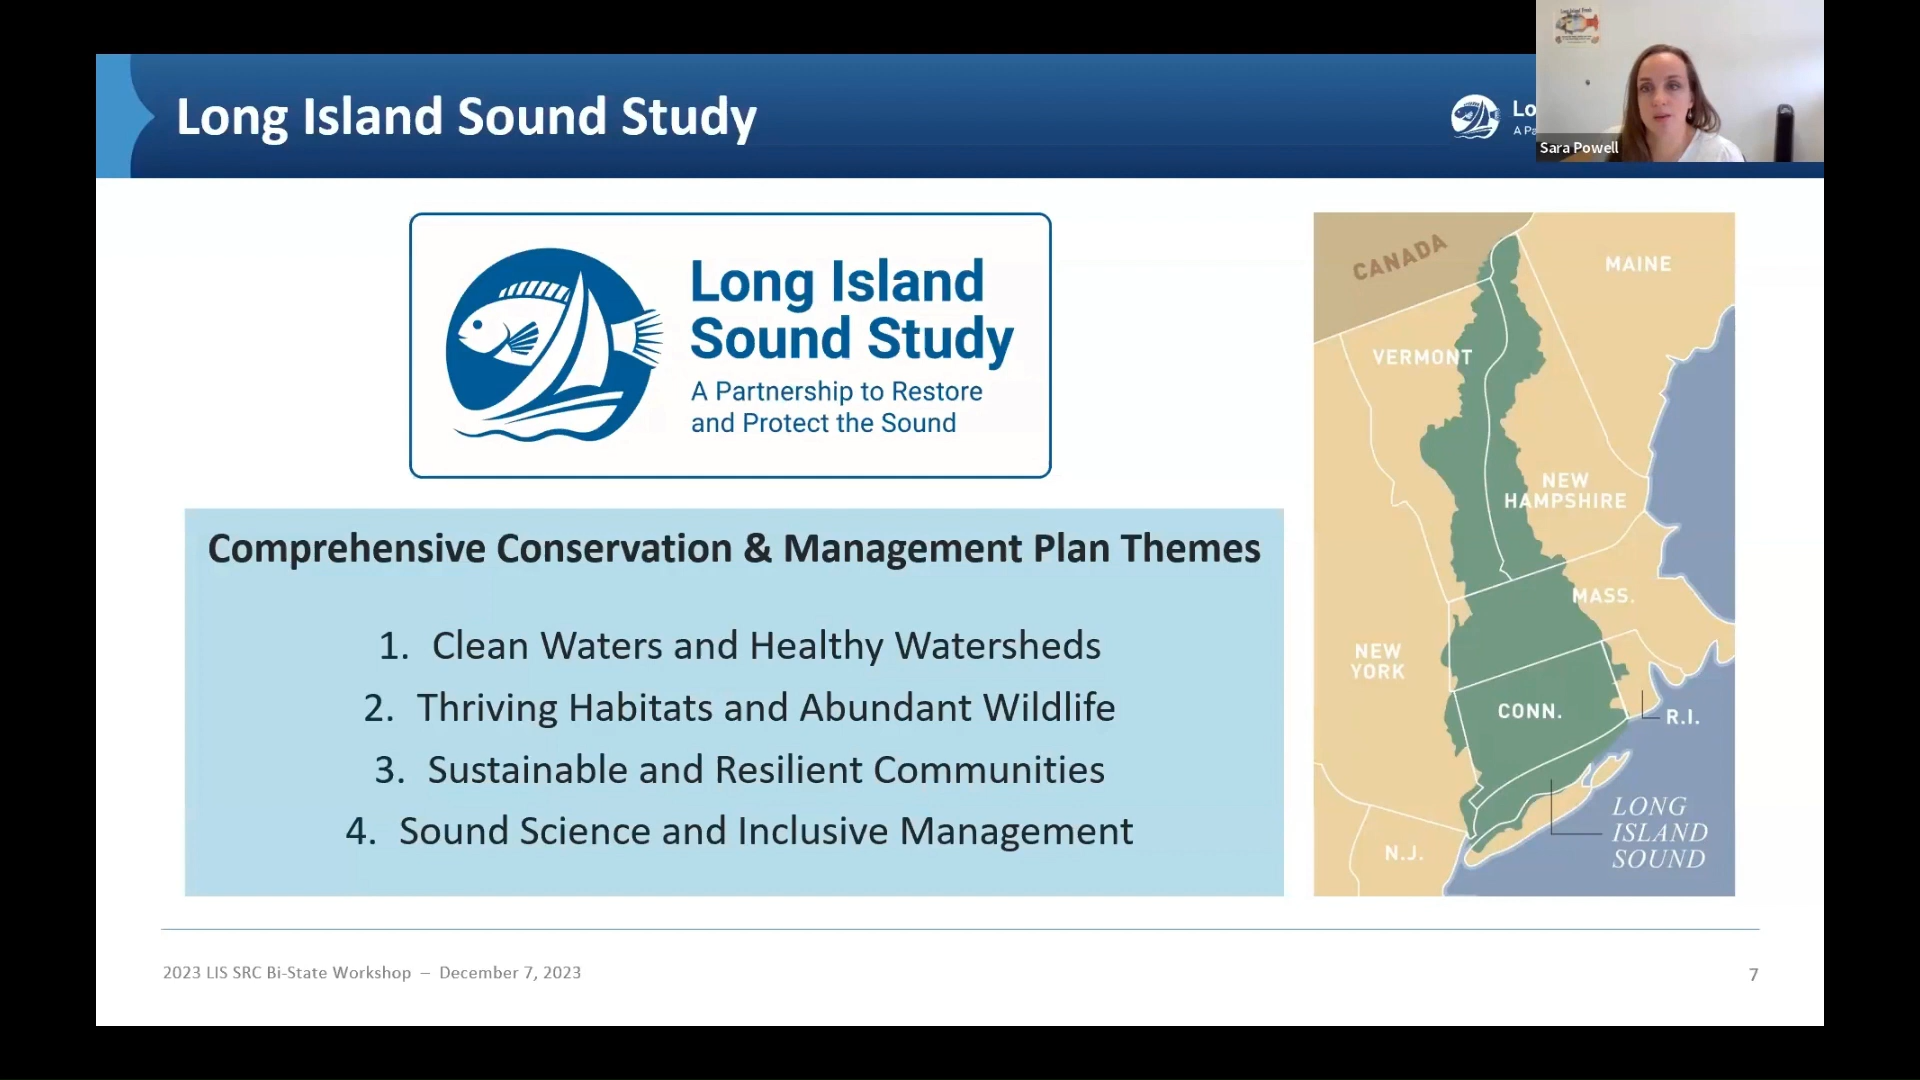 Long Island Sound Study
Lo
A Pa
Sara Powell
Long Island
Sound Study
A Partnership to Restore
and Protect the Sound
Comprehensive Conservation & Management Plan Themes
1. Clean Waters and Healthy Watersheds
2. Thriving Habitats and Abundant Wildlife
3. Sustainable and Resilient Communities
4. Sound Science and Inclusive Management
CANADA
MAINE
VERMONT
NEW
HAMPSHIRE
MASS.
NEW
YORK
CONN.
R.I.
LONG
ISLAND
SOUND
N.J.
2023 LIS SRC Bi-State Workshop – December 7, 2023
7